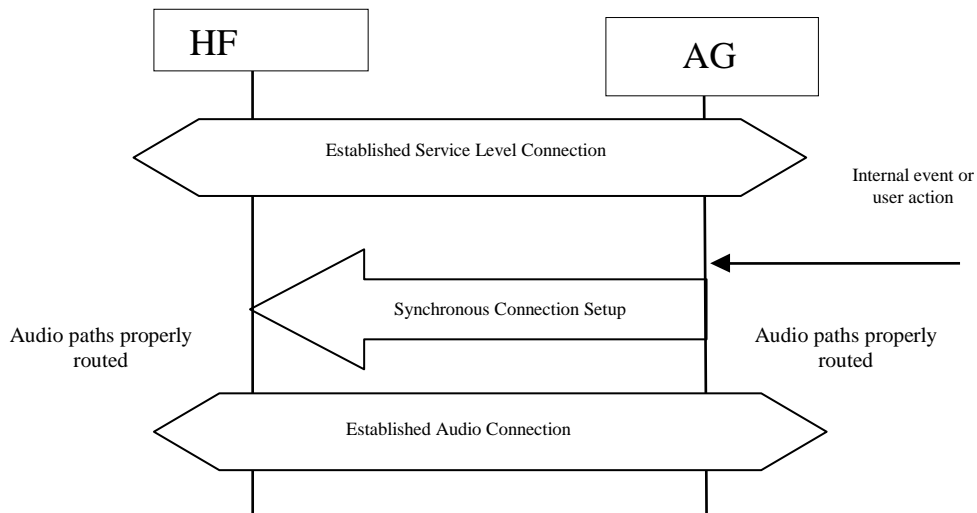 HF
AG
Established Service Level Connection
Internal event or
user action
Synchronous Connection Setup
Audio paths properly
routed
Audio paths properly
routed
Established Audio Connection